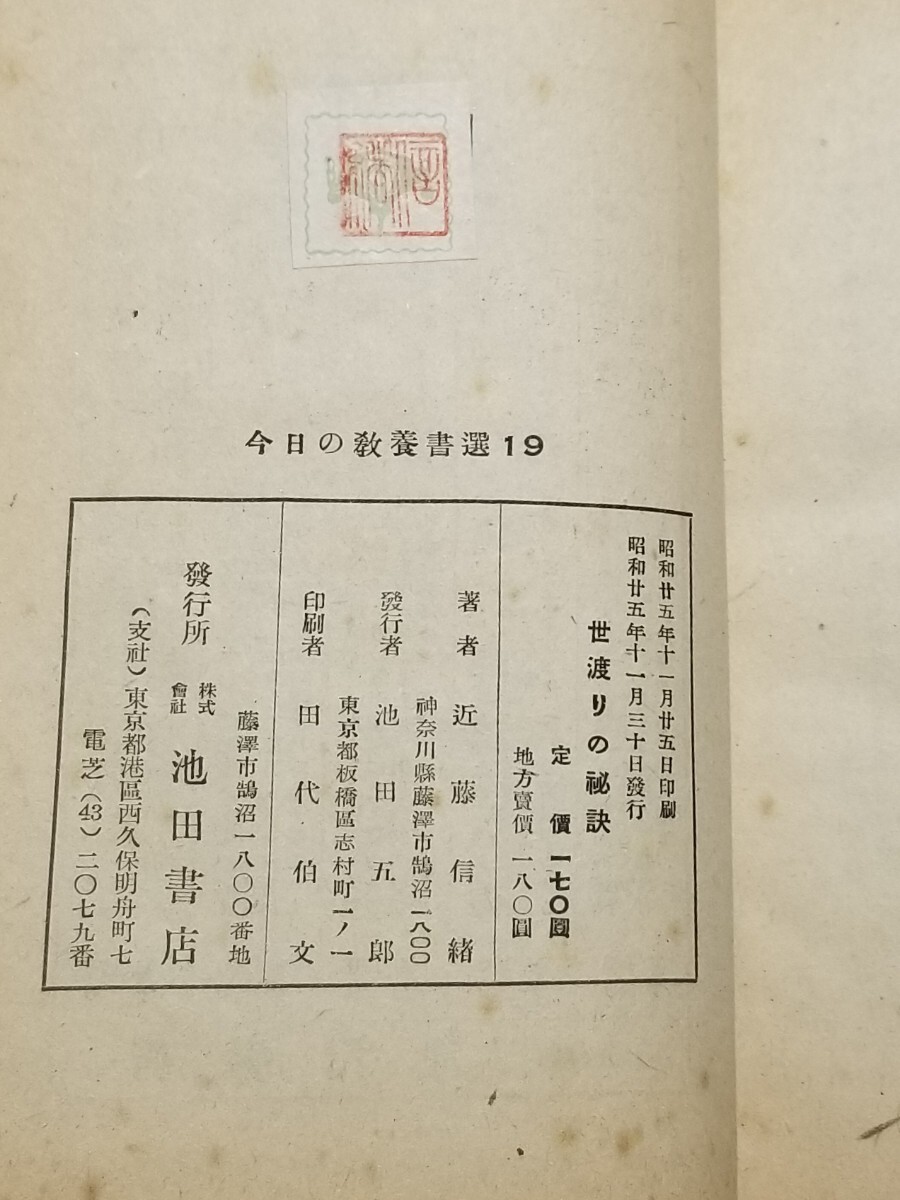 今日の教養書選19
昭和廿五年十一月廿五日印刷
昭和廿五年十一月三十日發行
世渡りの祕訣
定價一七〇圓
地方賣價一八〇圓
著者 近藤信緒
神奈川縣藤澤市鵠沼一八〇〇
發行者 池田五郎
東京都板橋區志村町一ノ一
印刷者 田代伯文
藤澤市鵠沼一八〇〇番地
發行所 株式會社 池田書店
(支社)東京都港區西久保明舟町七
電芝(43)二〇七九番